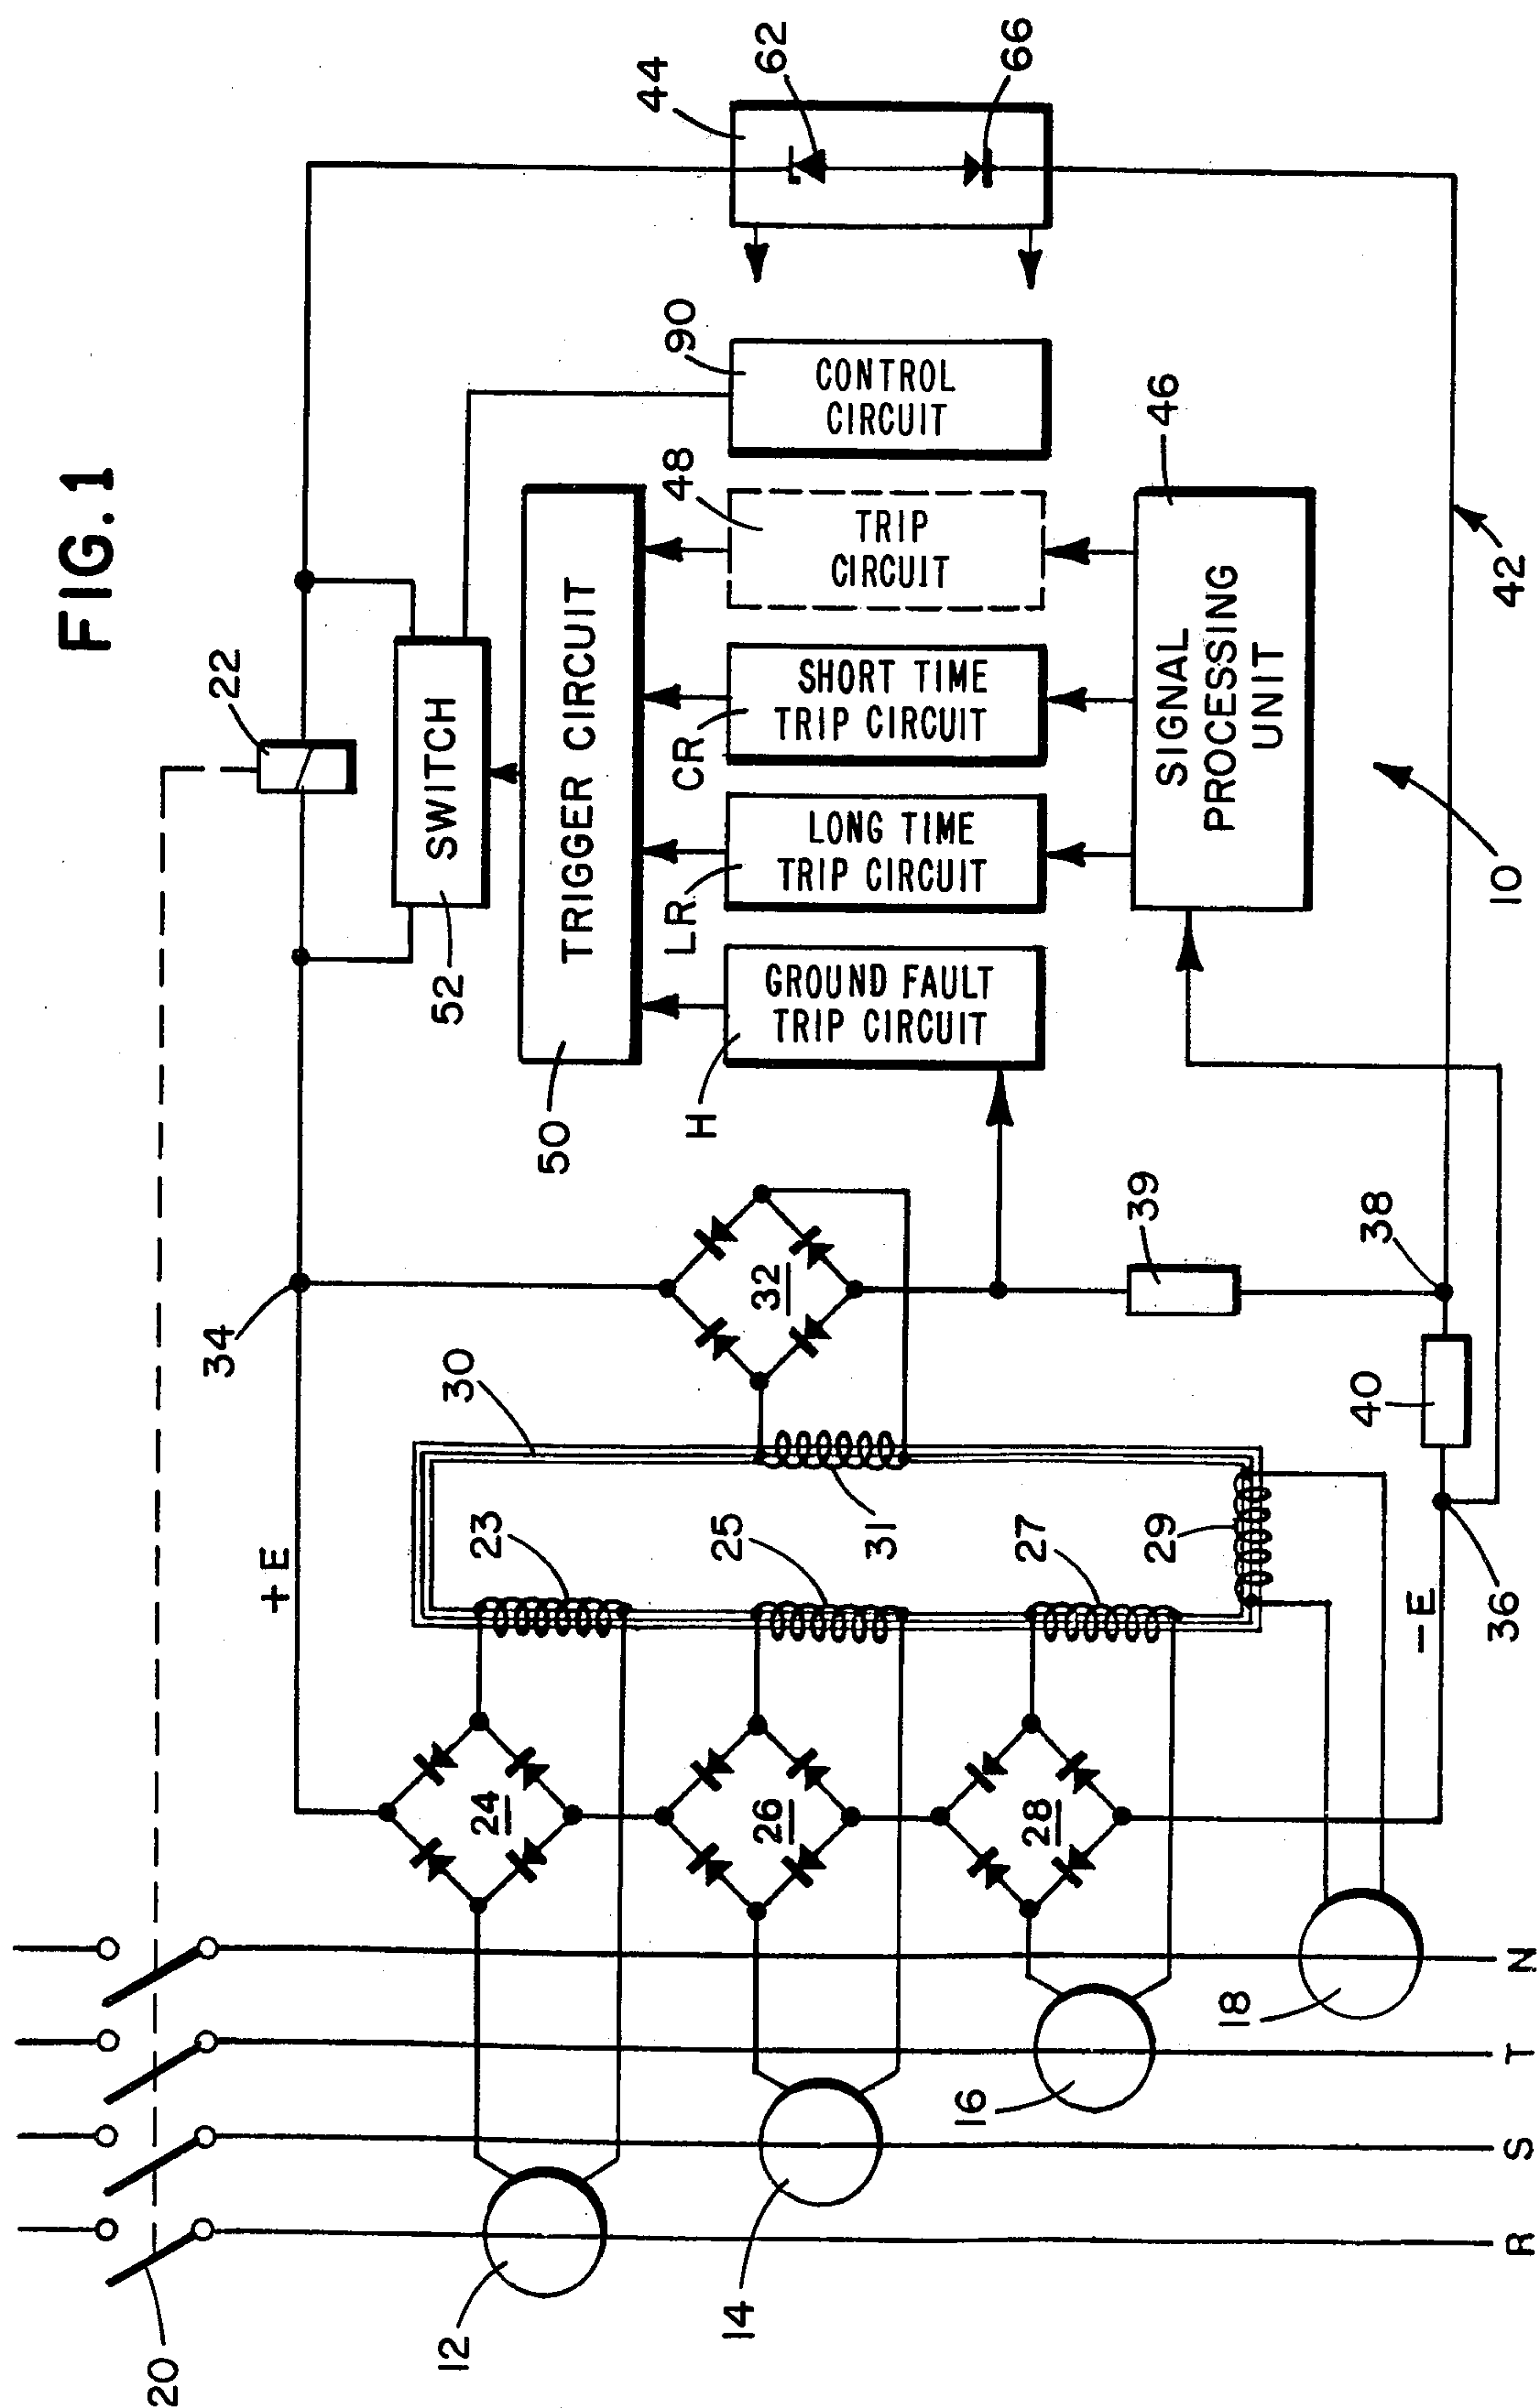 FIG. 1
22
34
+E
20
52
SWITCH
44
62
66
50
TRIGGER CIRCUIT
H
GROUND FAULT
TRIP CIRCUIT
LR
LONG TIME
TRIP CIRCUIT
CR
SHORT TIME
TRIP CIRCUIT
48
TRIP
CIRCUIT
90
CONTROL
CIRCUIT
30
23
24
12
25
31
32
26
14
27
29
28
16
18
39
38
40
36
-E
46
SIGNAL
PROCESSING
UNIT
10
42
R
S
T
N